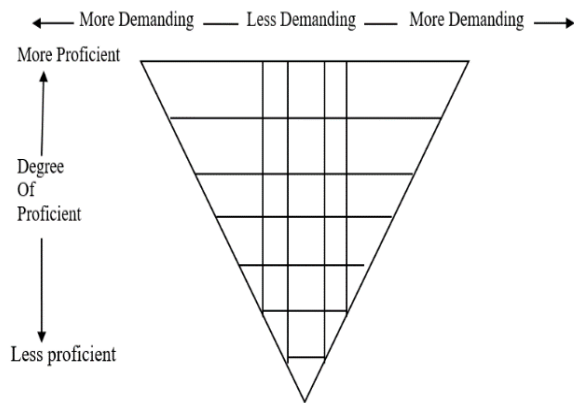 More Demanding Less Demanding More Demanding
More Proficient
Degree
Of
Proficient
Less proficient